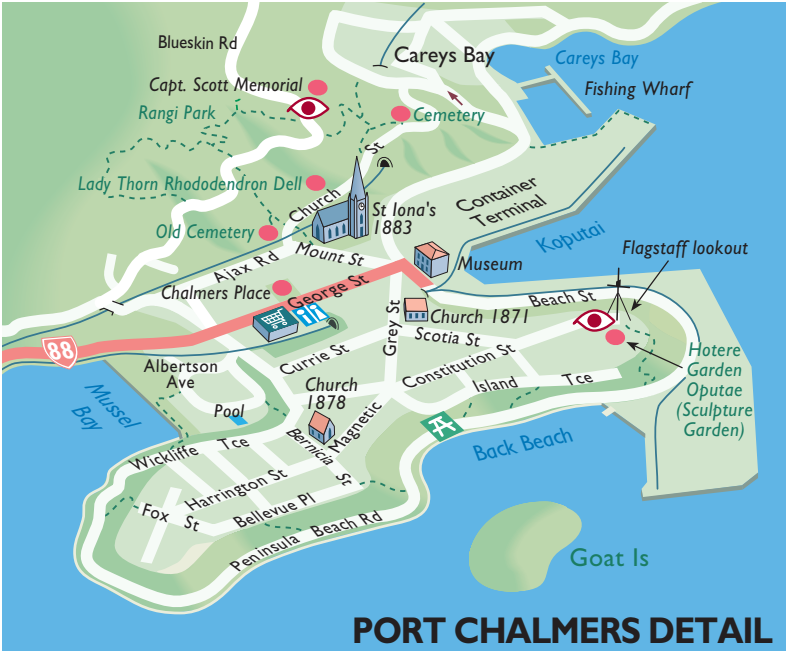 Blueskin Rd
Careys Bay
Careys Bay
Fishing Wharf
Capt. Scott Memorial
Rangi Park
Cemetery
Lady Thorn Rhododendron Dell
Church St
St Iona's
1883
Container
Terminal
Old Cemetery
Koputai
Flagstaff lookout
Ajax Rd
Mount St
Museum
Chalmers Place
George St
Beach St
88
Church 1871
Grey St
Scotia St
Currie St
Constitution St
Hotere
Garden
Oputae
(Sculpture
Garden)
Albertson
Ave
Island Tce
Church
1878
Mussel
Bay
Pool
Magnetic
Bernicia St
Back Beach
Wickliffe Tce
Harrington St
Fox St
Bellevue Pl
Peninsula Beach Rd
Goat Is
PORT CHALMERS DETAIL